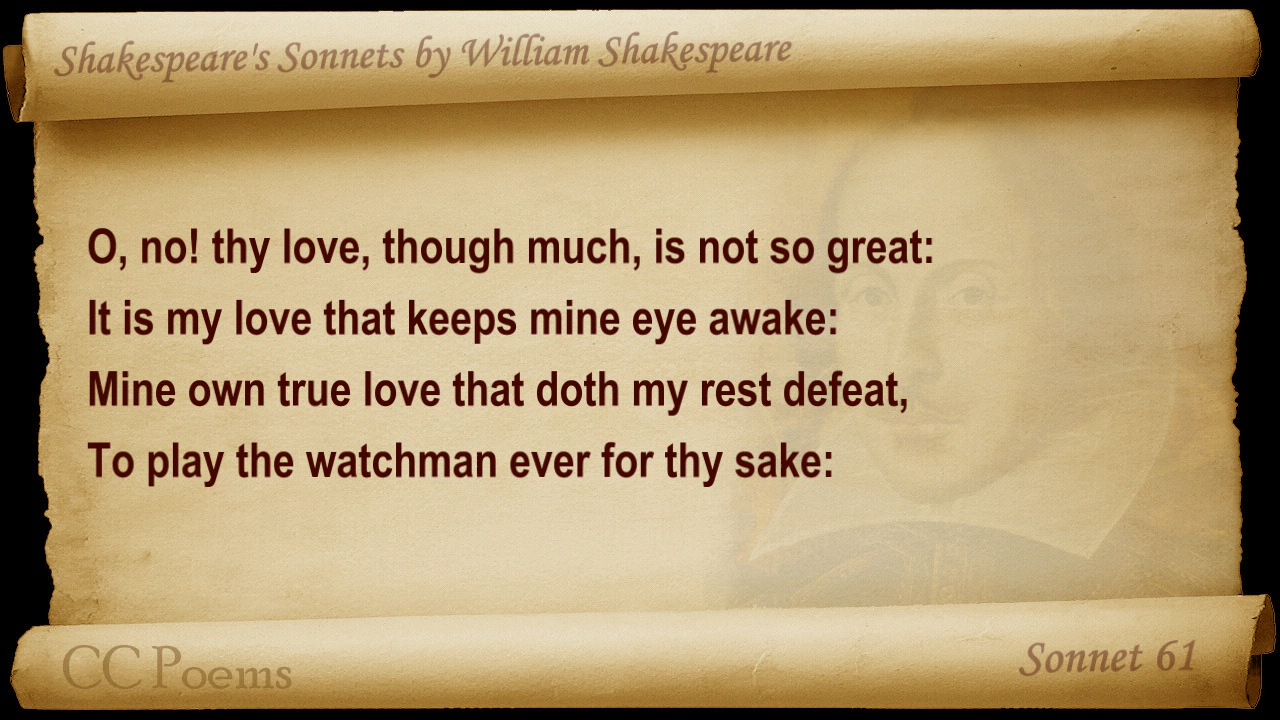 Shakespeare's Sonnets by William Shakespeare
O, no! thy love, though much, is not so great:
It is my love that keeps mine eye awake:
Mine own true love that doth my rest defeat,
To play the watchman ever for thy sake:
CC Poems
Sonnet 61